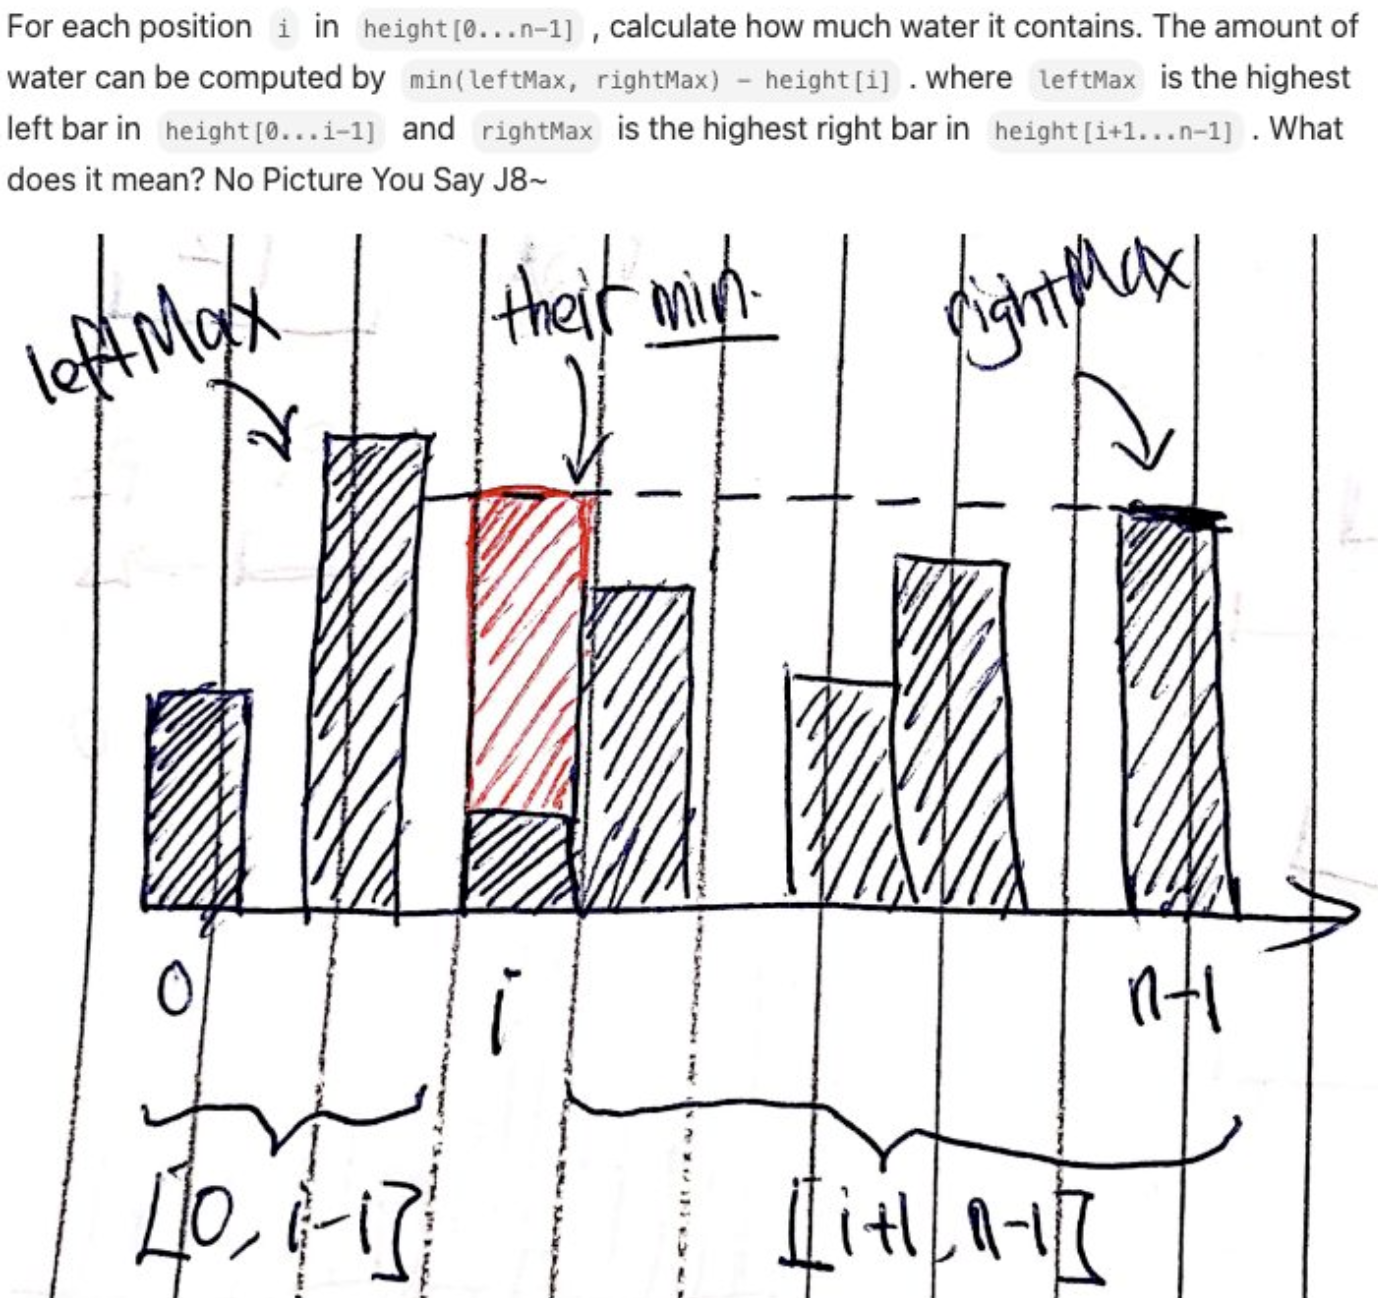 For each position i in height[0...n-1] , calculate how much water it contains. The amount of
water can be computed by min(leftMax, rightMax) - height[i] . where leftMax is the highest
left bar in height[0...i-1] and rightMax is the highest right bar in height[i+1...n-1] . What
does it mean? No Picture You Say J8~
leftMax
their min.
rightMax
0
i
n-1
[0, i-1]
[i+1, n-1]